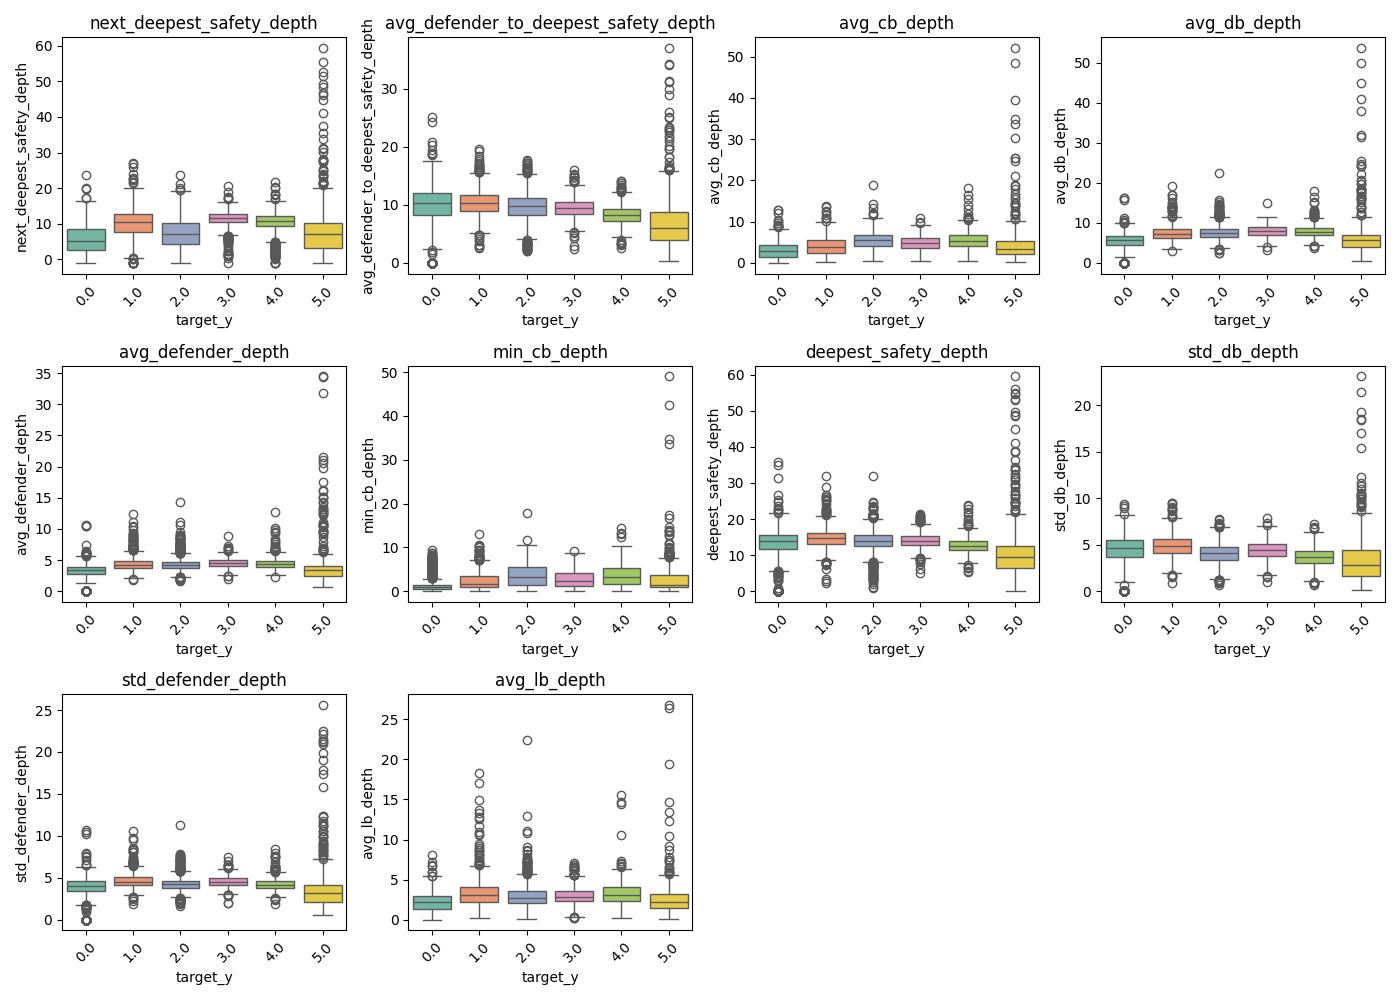 next_deepest_safety_depth
next_deepest_safety_depth
60
50
40
30
20
10
0
0.0 1.0 2.0 3.0 4.0 5.0
target_y
avg_defender_to_deepest_safety_depth
avg_defender_to_deepest_safety_depth
30
20
10
0
0.0 1.0 2.0 3.0 4.0 5.0
target_y
avg_cb_depth
avg_cb_depth
50
40
30
20
10
0
0.0 1.0 2.0 3.0 4.0 5.0
target_y
avg_db_depth
avg_db_depth
50
40
30
20
10
0
0.0 1.0 2.0 3.0 4.0 5.0
target_y
avg_defender_depth
avg_defender_depth
35
30
25
20
15
10
5
0
0.0 1.0 2.0 3.0 4.0 5.0
target_y
min_cb_depth
min_cb_depth
50
40
30
20
10
0
0.0 1.0 2.0 3.0 4.0 5.0
target_y
deepest_safety_depth
deepest_safety_depth
60
50
40
30
20
10
0
0.0 1.0 2.0 3.0 4.0 5.0
target_y
std_db_depth
std_db_depth
20
15
10
5
0
0.0 1.0 2.0 3.0 4.0 5.0
target_y
std_defender_depth
std_defender_depth
25
20
15
10
5
0
0.0 1.0 2.0 3.0 4.0 5.0
target_y
avg_lb_depth
avg_lb_depth
25
20
15
10
5
0
0.0 1.0 2.0 3.0 4.0 5.0
target_y